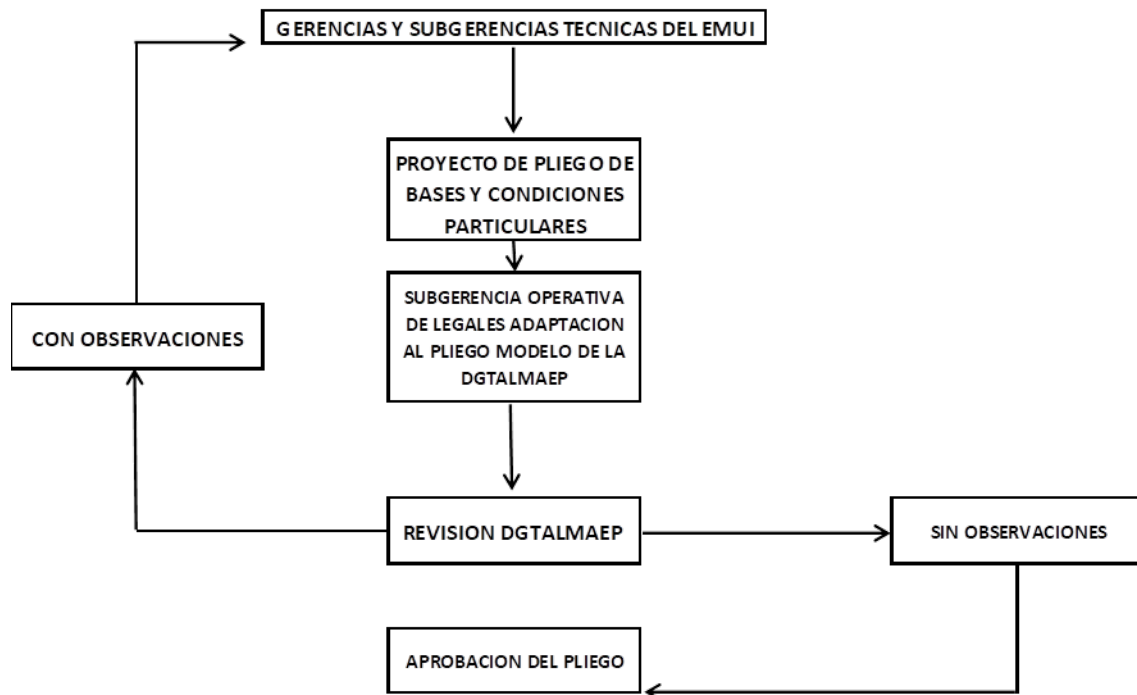 GERENCIAS Y SUBGERENCIAS TECNICAS DEL EMUI
PROYECTO DE PLIEGO DE
BASES Y CONDICIONES
PARTICULARES
SUBGERENCIA OPERATIVA
DE LEGALES ADAPTACION
AL PLIEGO MODELO DE LA
DGTALMAEP
CON OBSERVACIONES
REVISION DGTALMAEP
SIN OBSERVACIONES
APROBACION DEL PLIEGO